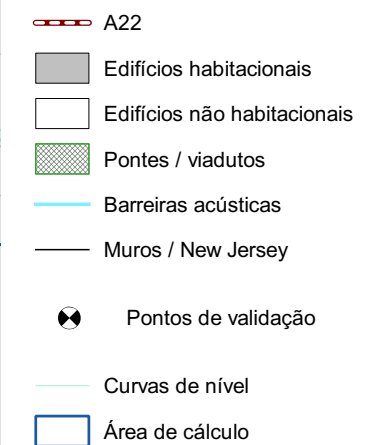 A22
Edifícios habitacionais
Edifícios não habitacionais
Pontes / viadutos
Barreiras acústicas
Muros / New Jersey
Pontos de validação
Curvas de nível
Área de cálculo